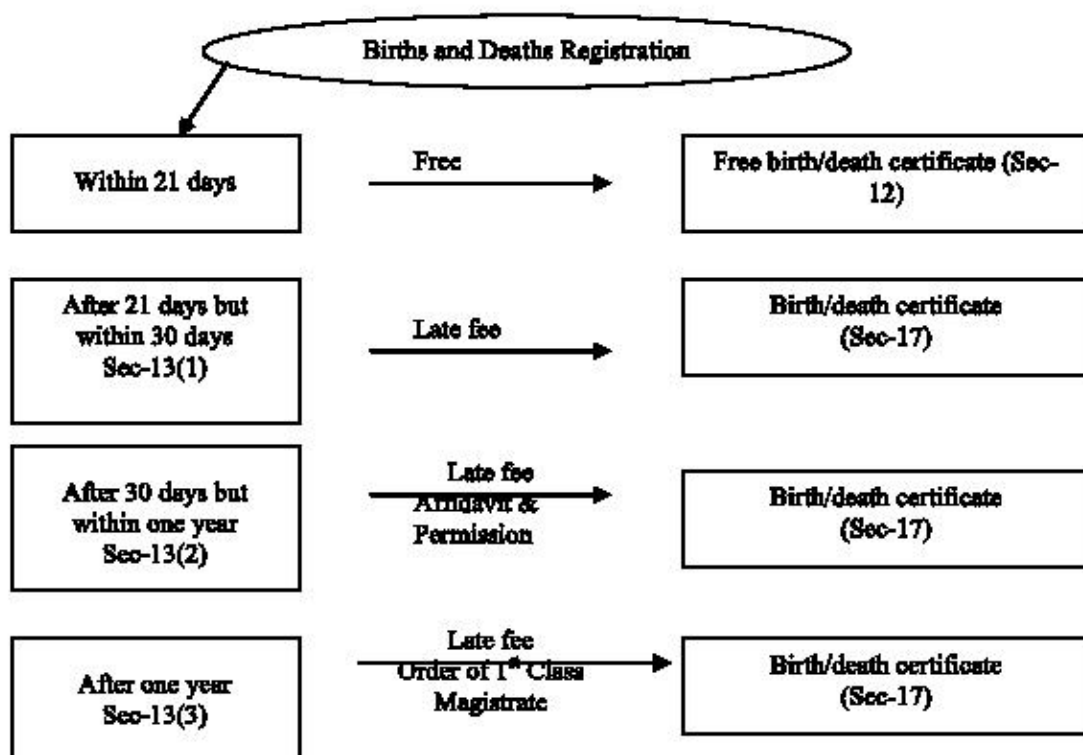 Births and Deaths Registration
Within 21 days
Free
Free birth/death certificate (Sec-
12)
After 21 days but
within 30 days
Sec-13(1)
Late fee
Birth/death certificate
(Sec-17)
After 30 days but
within one year
Sec-13(2)
Late fee
Affidavit &
Permission
Birth/death certificate
(Sec-17)
After one year
Sec-13(3)
Late fee
Order of 1st Class
Magistrate
Birth/death certificate
(Sec-17)